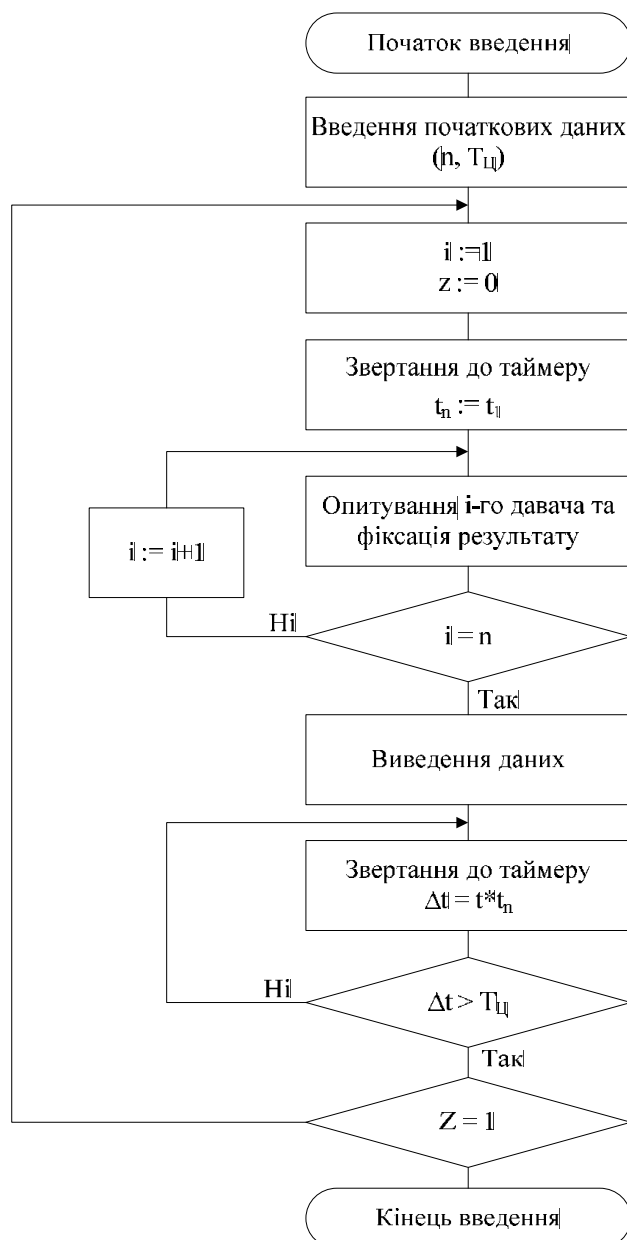 Початок введення
Введення початкових даних
(n, Tц)
i := 1
z := 0
Звертання до таймеру
tn := t1
Опитування i-го давача та
фіксація результату
i := i+1
Ні
i = n
Так
Виведення даних
Звертання до таймеру
Δt = t*tn
Ні
Δt > Tц
Так
Z = 1
Кінець введення